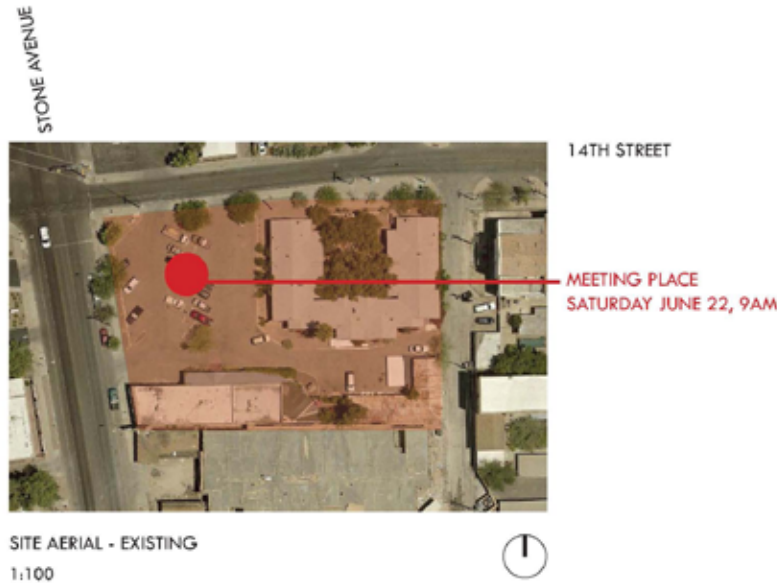 STONE AVENUE
14TH STREET
MEETING PLACE
SATURDAY JUNE 22, 9AM
SITE AERIAL - EXISTING
1:100